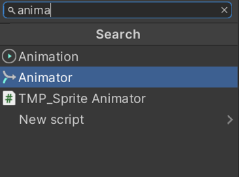 anima
Search
Animation
Animator
TMP_Sprite Animator
New script